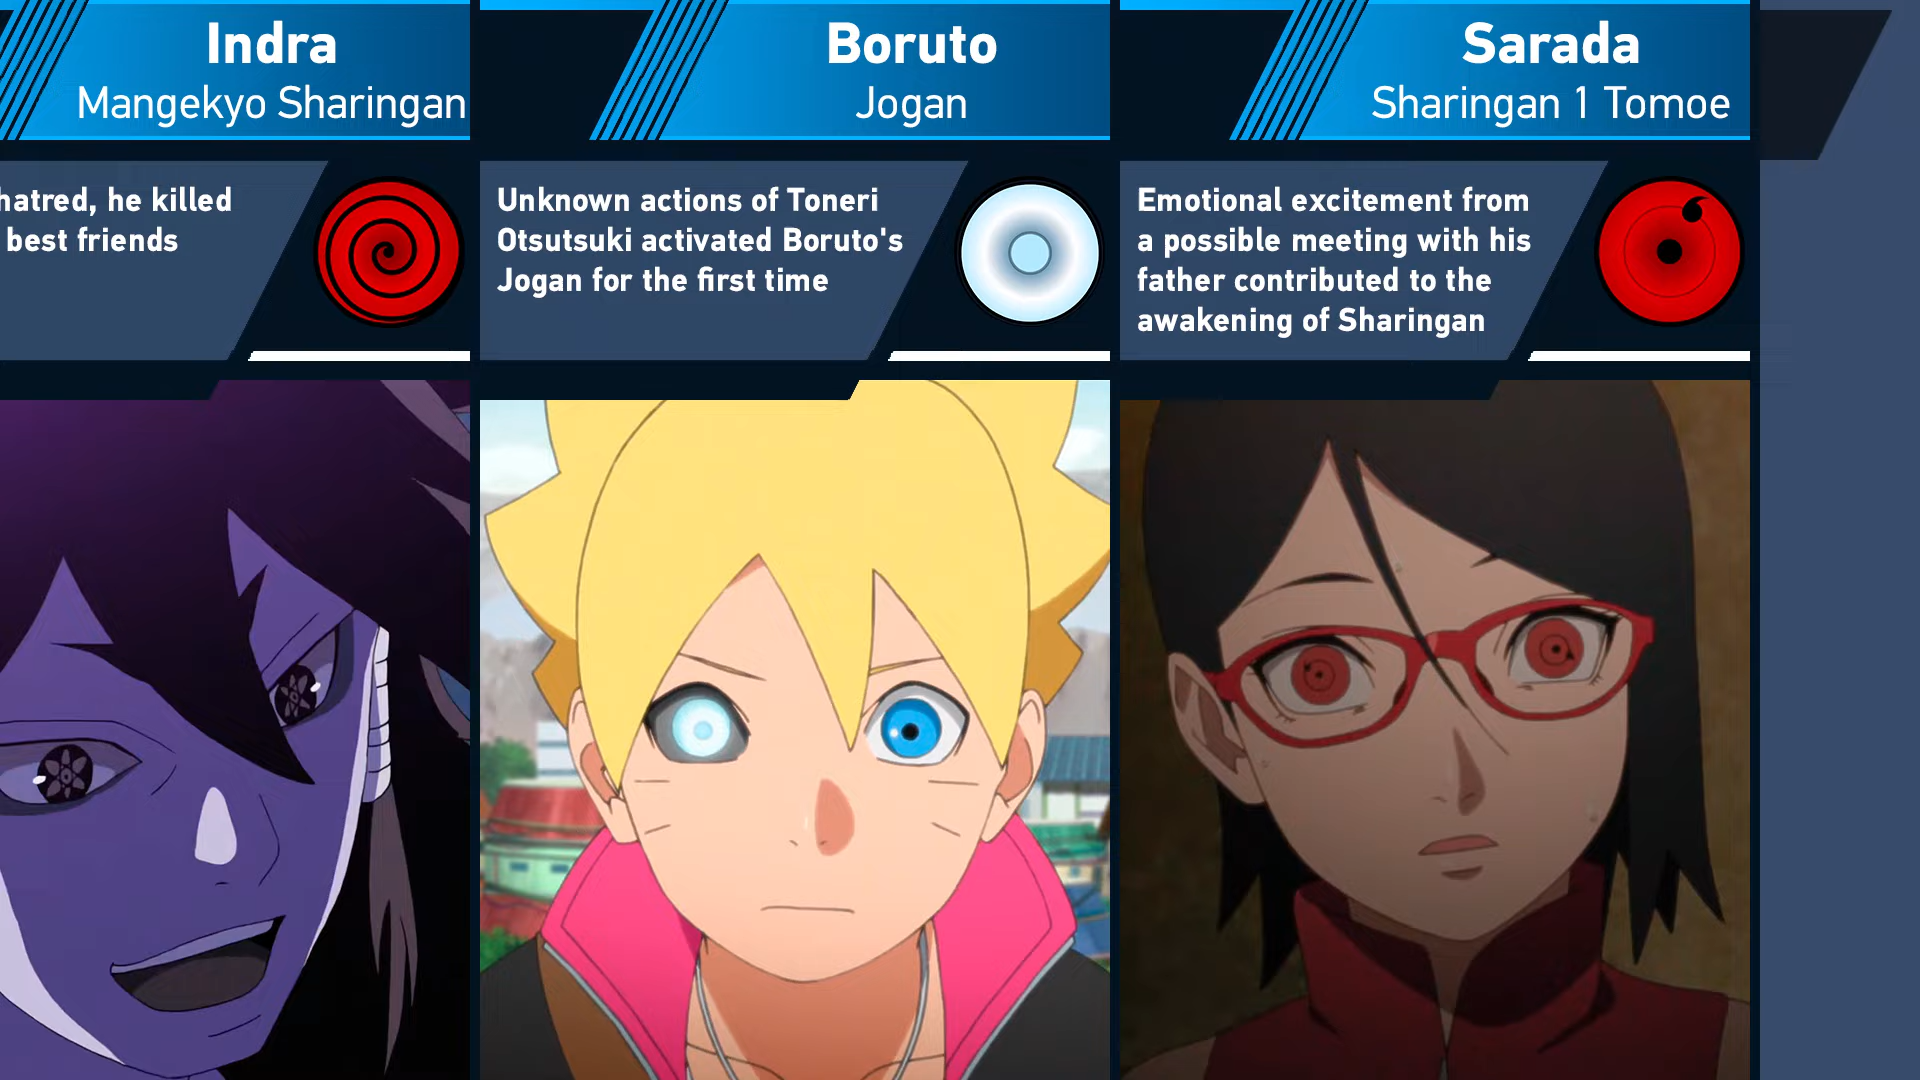 Indra
Mangekyo Sharingan
hatred, he killed
best friends
Boruto
Jogan
Unknown actions of Toneri
Otsutsuki activated Boruto's
Jogan for the first time
Sarada
Sharingan 1 Tomoe
Emotional excitement from
a possible meeting with his
father contributed to the
awakening of Sharingan